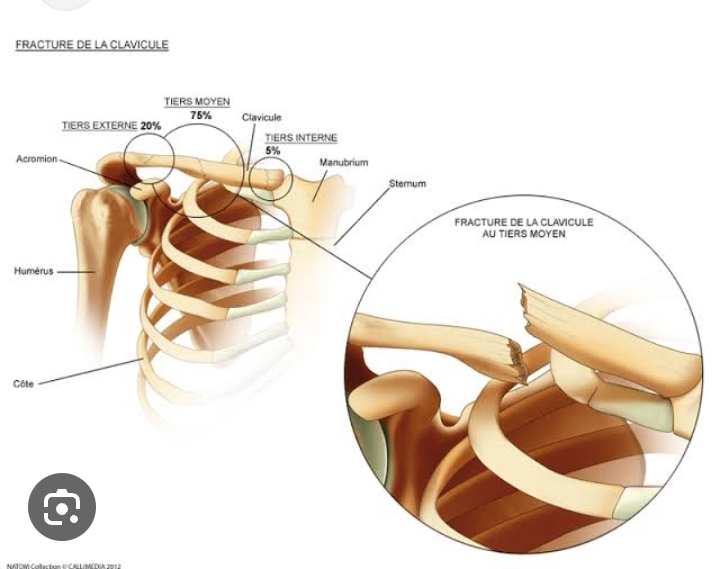 FRACTURE DE LA CLAVICULE
TIERS MOYEN
75%
Clavicule
TIERS EXTERNE 20%
TIERS INTERNE
5%
Acromion
Manubrium
Sternum
FRACTURE DE LA CLAVICULE
AU TIERS MOYEN
Humérus
Côte
NATOM Collection © CALLIMEDIA 2012